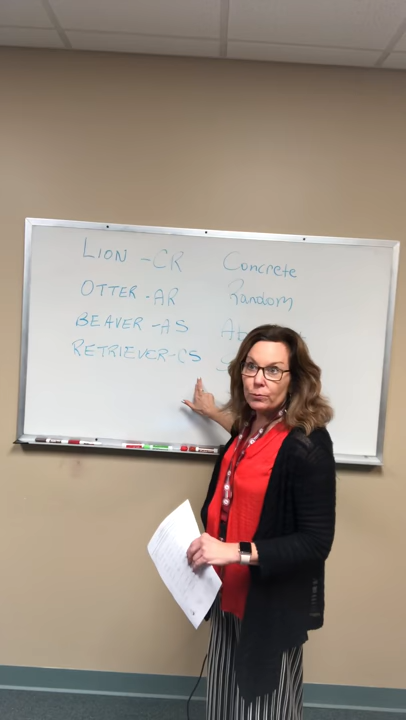 LION - CR
OTTER - AR
BEAVER - AS
RETRIEVER - CS
Concrete
Random